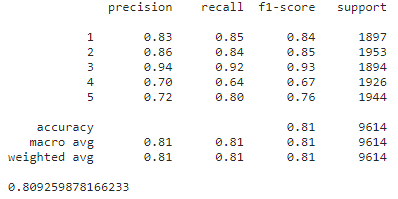 precision recall f1-score support
1 0.83 0.85 0.84 1897
2 0.86 0.84 0.85 1953
3 0.94 0.92 0.93 1894
4 0.70 0.64 0.67 1926
5 0.72 0.80 0.76 1944
accuracy 0.81 9614
macro avg 0.81 0.81 0.81 9614
weighted avg 0.81 0.81 0.81 9614
0.809259878166233